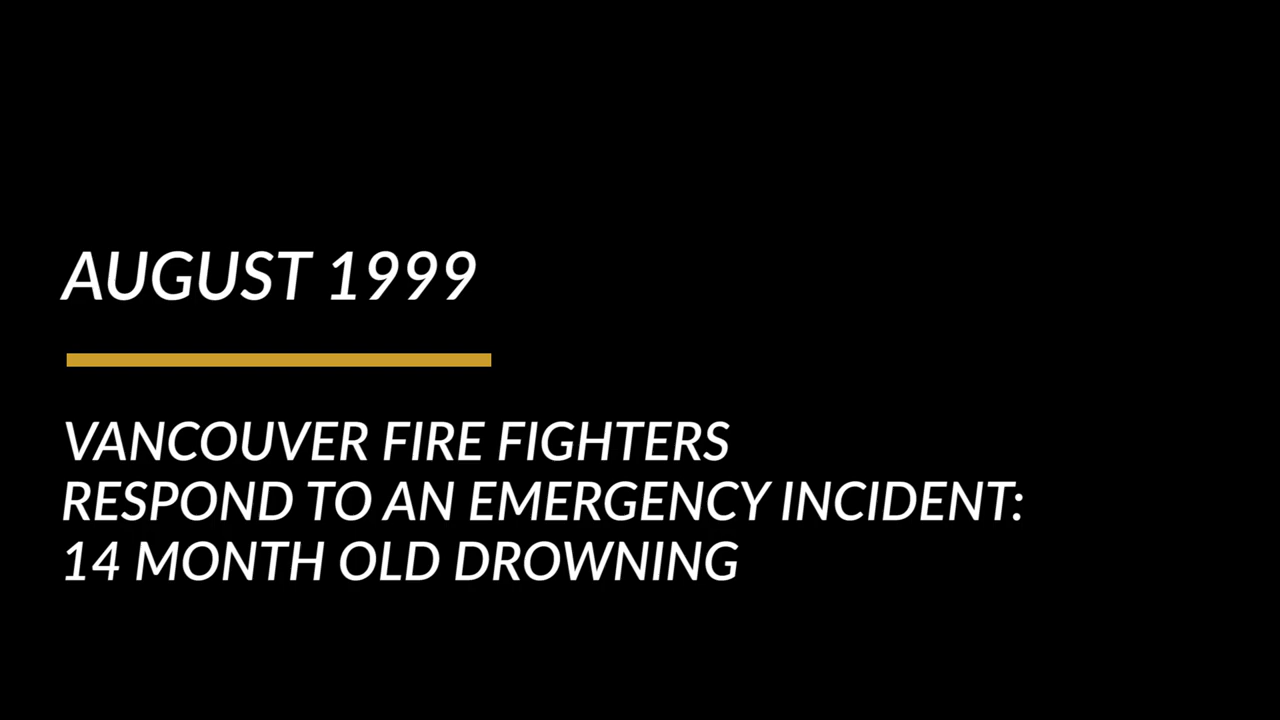 AUGUST 1999
VANCOUVER FIRE FIGHTERS
RESPOND TO AN EMERGENCY INCIDENT:
14 MONTH OLD DROWNING